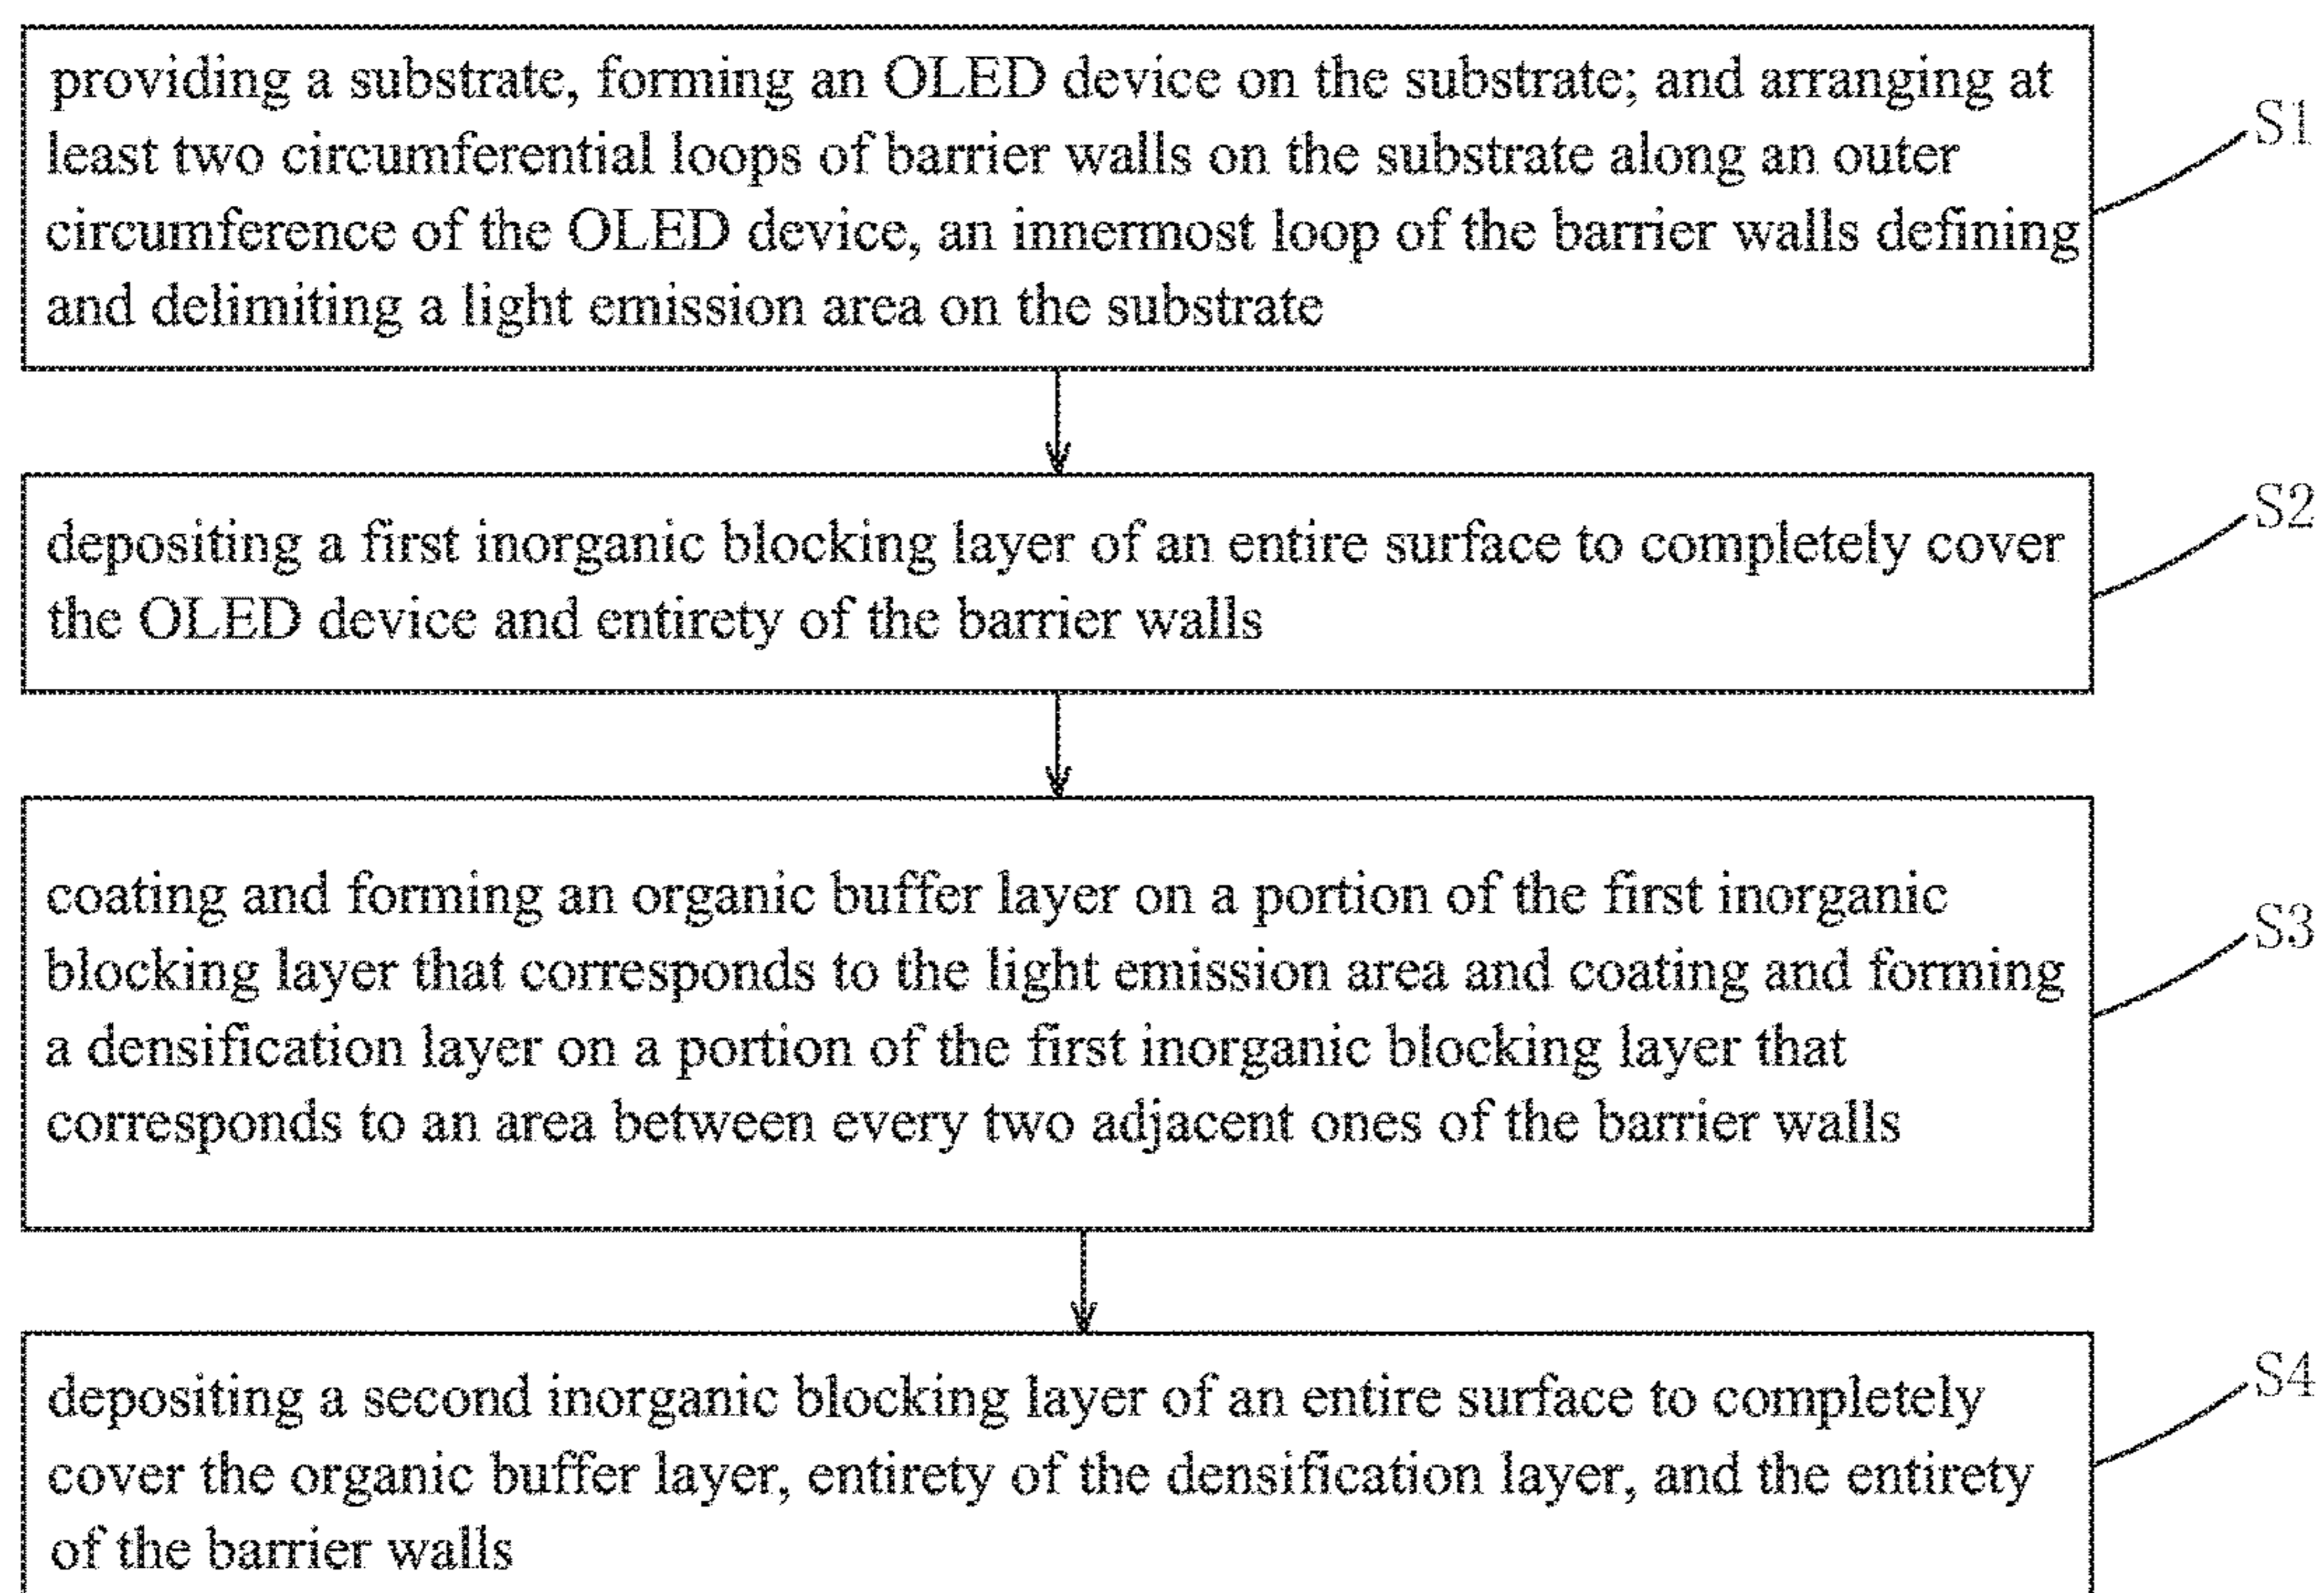 providing a substrate, forming an OLED device on the substrate; and arranging at
least two circumferential loops of barrier walls on the substrate along an outer
circumference of the OLED device, an innermost loop of the barrier walls defining
and delimiting a light emission area on the substrate
S1
depositing a first inorganic blocking layer of an entire surface to completely cover
the OLED device and entirety of the barrier walls
S2
coating and forming an organic buffer layer on a portion of the first inorganic
blocking layer that corresponds to the light emission area and coating and forming
a densification layer on a portion of the first inorganic blocking layer that
corresponds to an area between every two adjacent ones of the barrier walls
S3
depositing a second inorganic blocking layer of an entire surface to completely
cover the organic buffer layer, entirety of the densification layer, and the entirety
of the barrier walls
S4